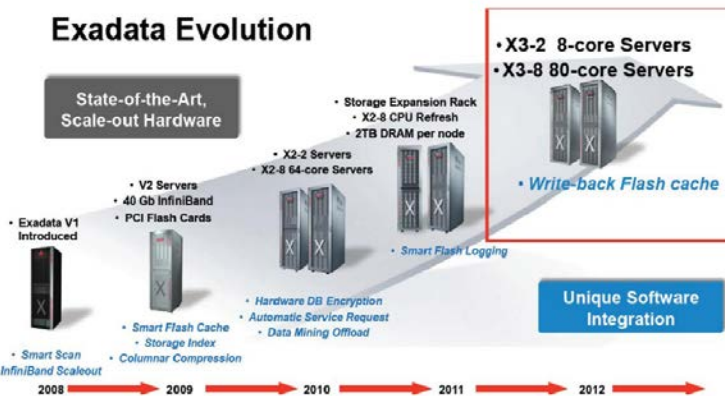 Exadata Evolution
State-of-the-Art,
Scale-out Hardware
• X3-2 8-core Servers
• X3-8 80-core Servers
• Write-back Flash cache
• Storage Expansion Rack
• X2-8 CPU Refresh
• 2TB DRAM per node
• Smart Flash Logging
• X2-2 Servers
• X2-8 64-core Servers
• Hardware DB Encryption
• Automatic Service Request
• Data Mining Offload
• V2 Servers
• 40 Gb InfiniBand
• PCI Flash Cards
• Smart Flash Cache
• Storage Index
• Columnar Compression
• Exadata V1
Introduced
• Smart Scan
InfiniBand Scaleout
Unique Software
Integration
2008
2009
2010
2011
2012